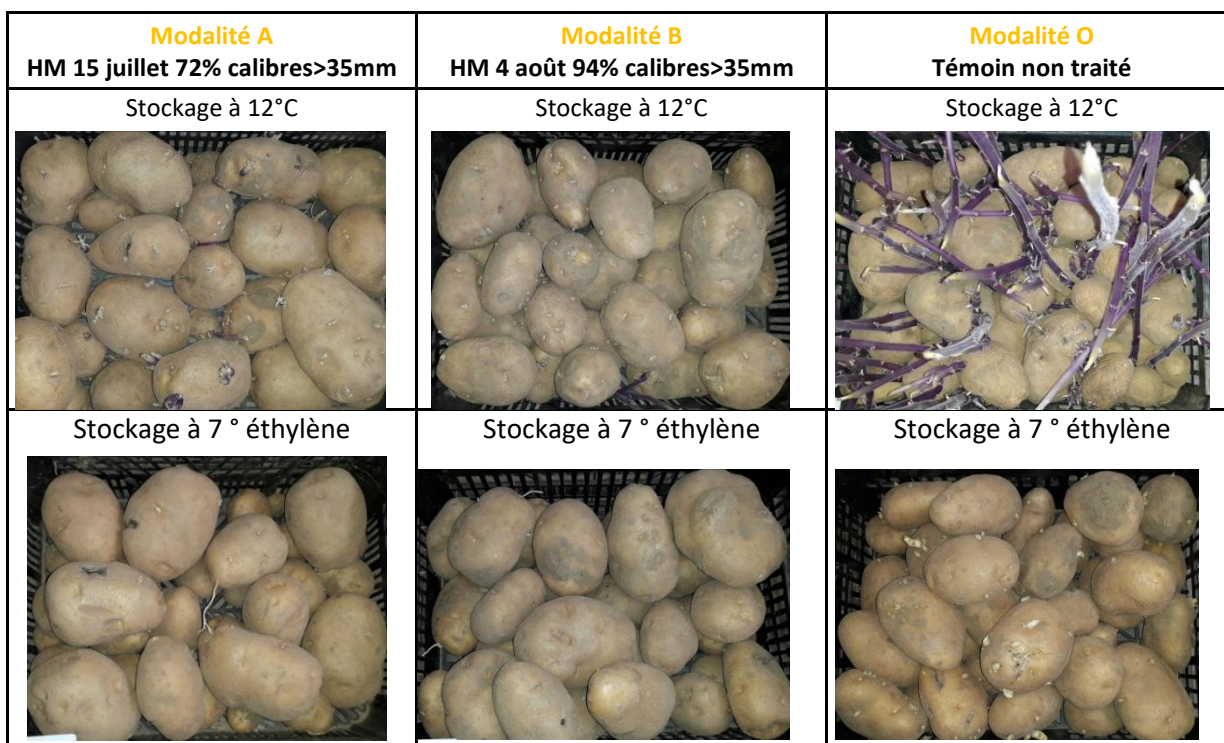 Modalité A
HM 15 juillet 72% calibres>35mm
Modalité B
HM 4 août 94% calibres>35mm
Modalité O
Témoin non traité
Stockage à 12°C
Stockage à 12°C
Stockage à 12°C
Stockage à 7 ° éthylène
Stockage à 7 ° éthylène
Stockage à 7 ° éthylène